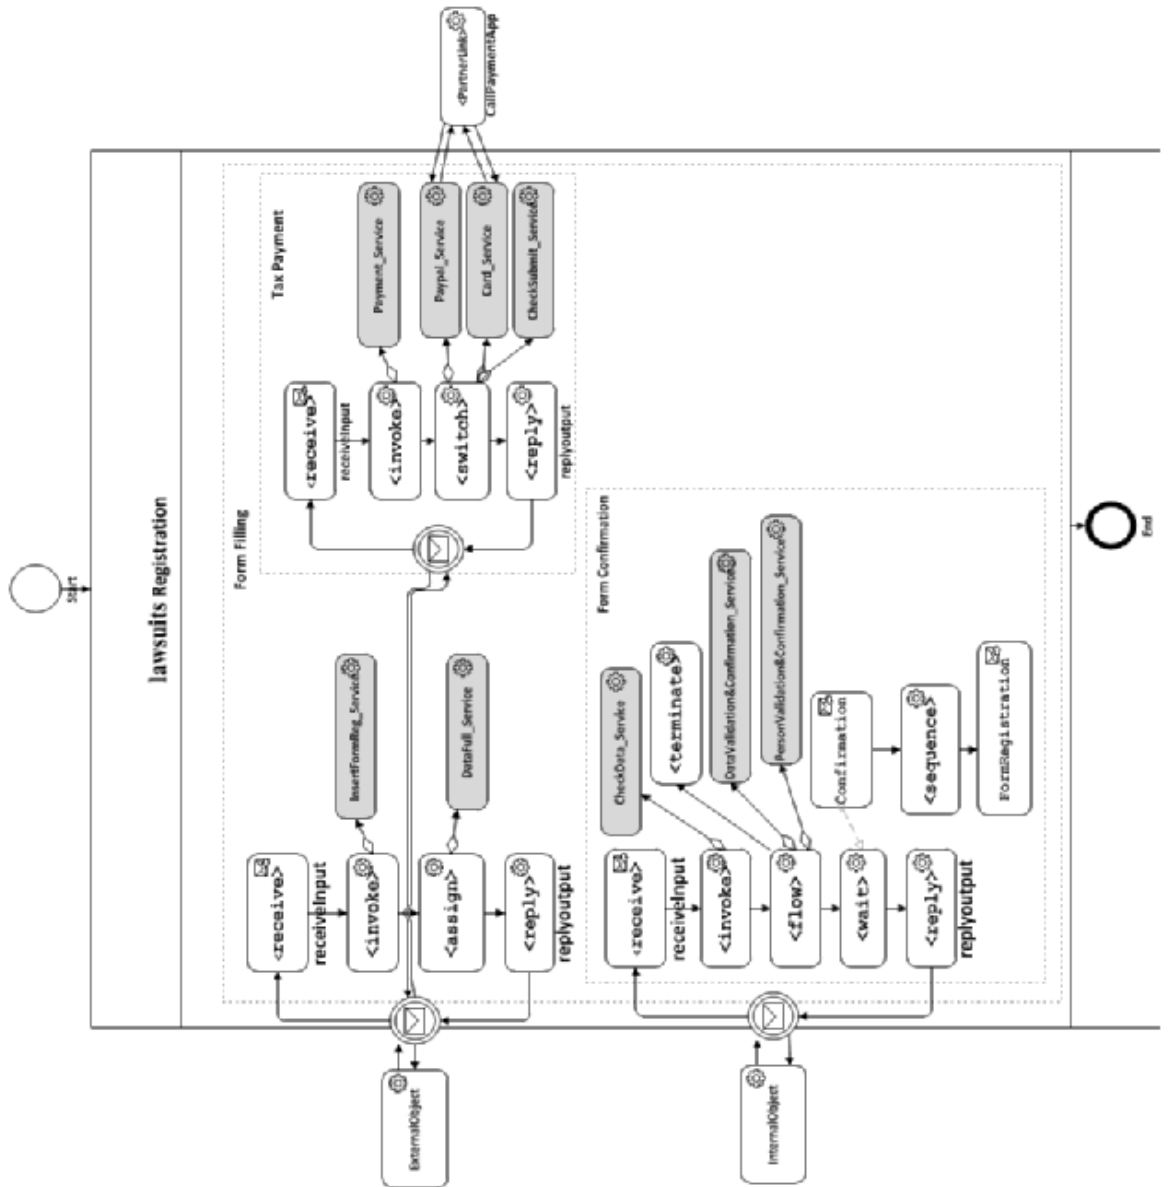 Start
lawsuits Registration
Form Filling
Tax Payment
<PartnerLink>
CallPaymentApp
Payment_Service
Paypal_Service
Card_Service
CheckSubmit_Service
<receive>
receiveInput
<invoke>
<switch>
<reply>
replyoutput
InsertFormReg_Service
DataFull_Service
<receive>
receiveInput
<invoke>
<assign>
<reply>
replyoutput
ExternalObject
Form Confirmation
CheckData_Service
<terminate>
DataValidation&Confirmation_Service
PersonValidation&Confirmation_Service
<receive>
receiveInput
<invoke>
<flow>
<wait>
<reply>
replyoutput
Confirmation
<sequence>
FormRegistration
InternalObject
End